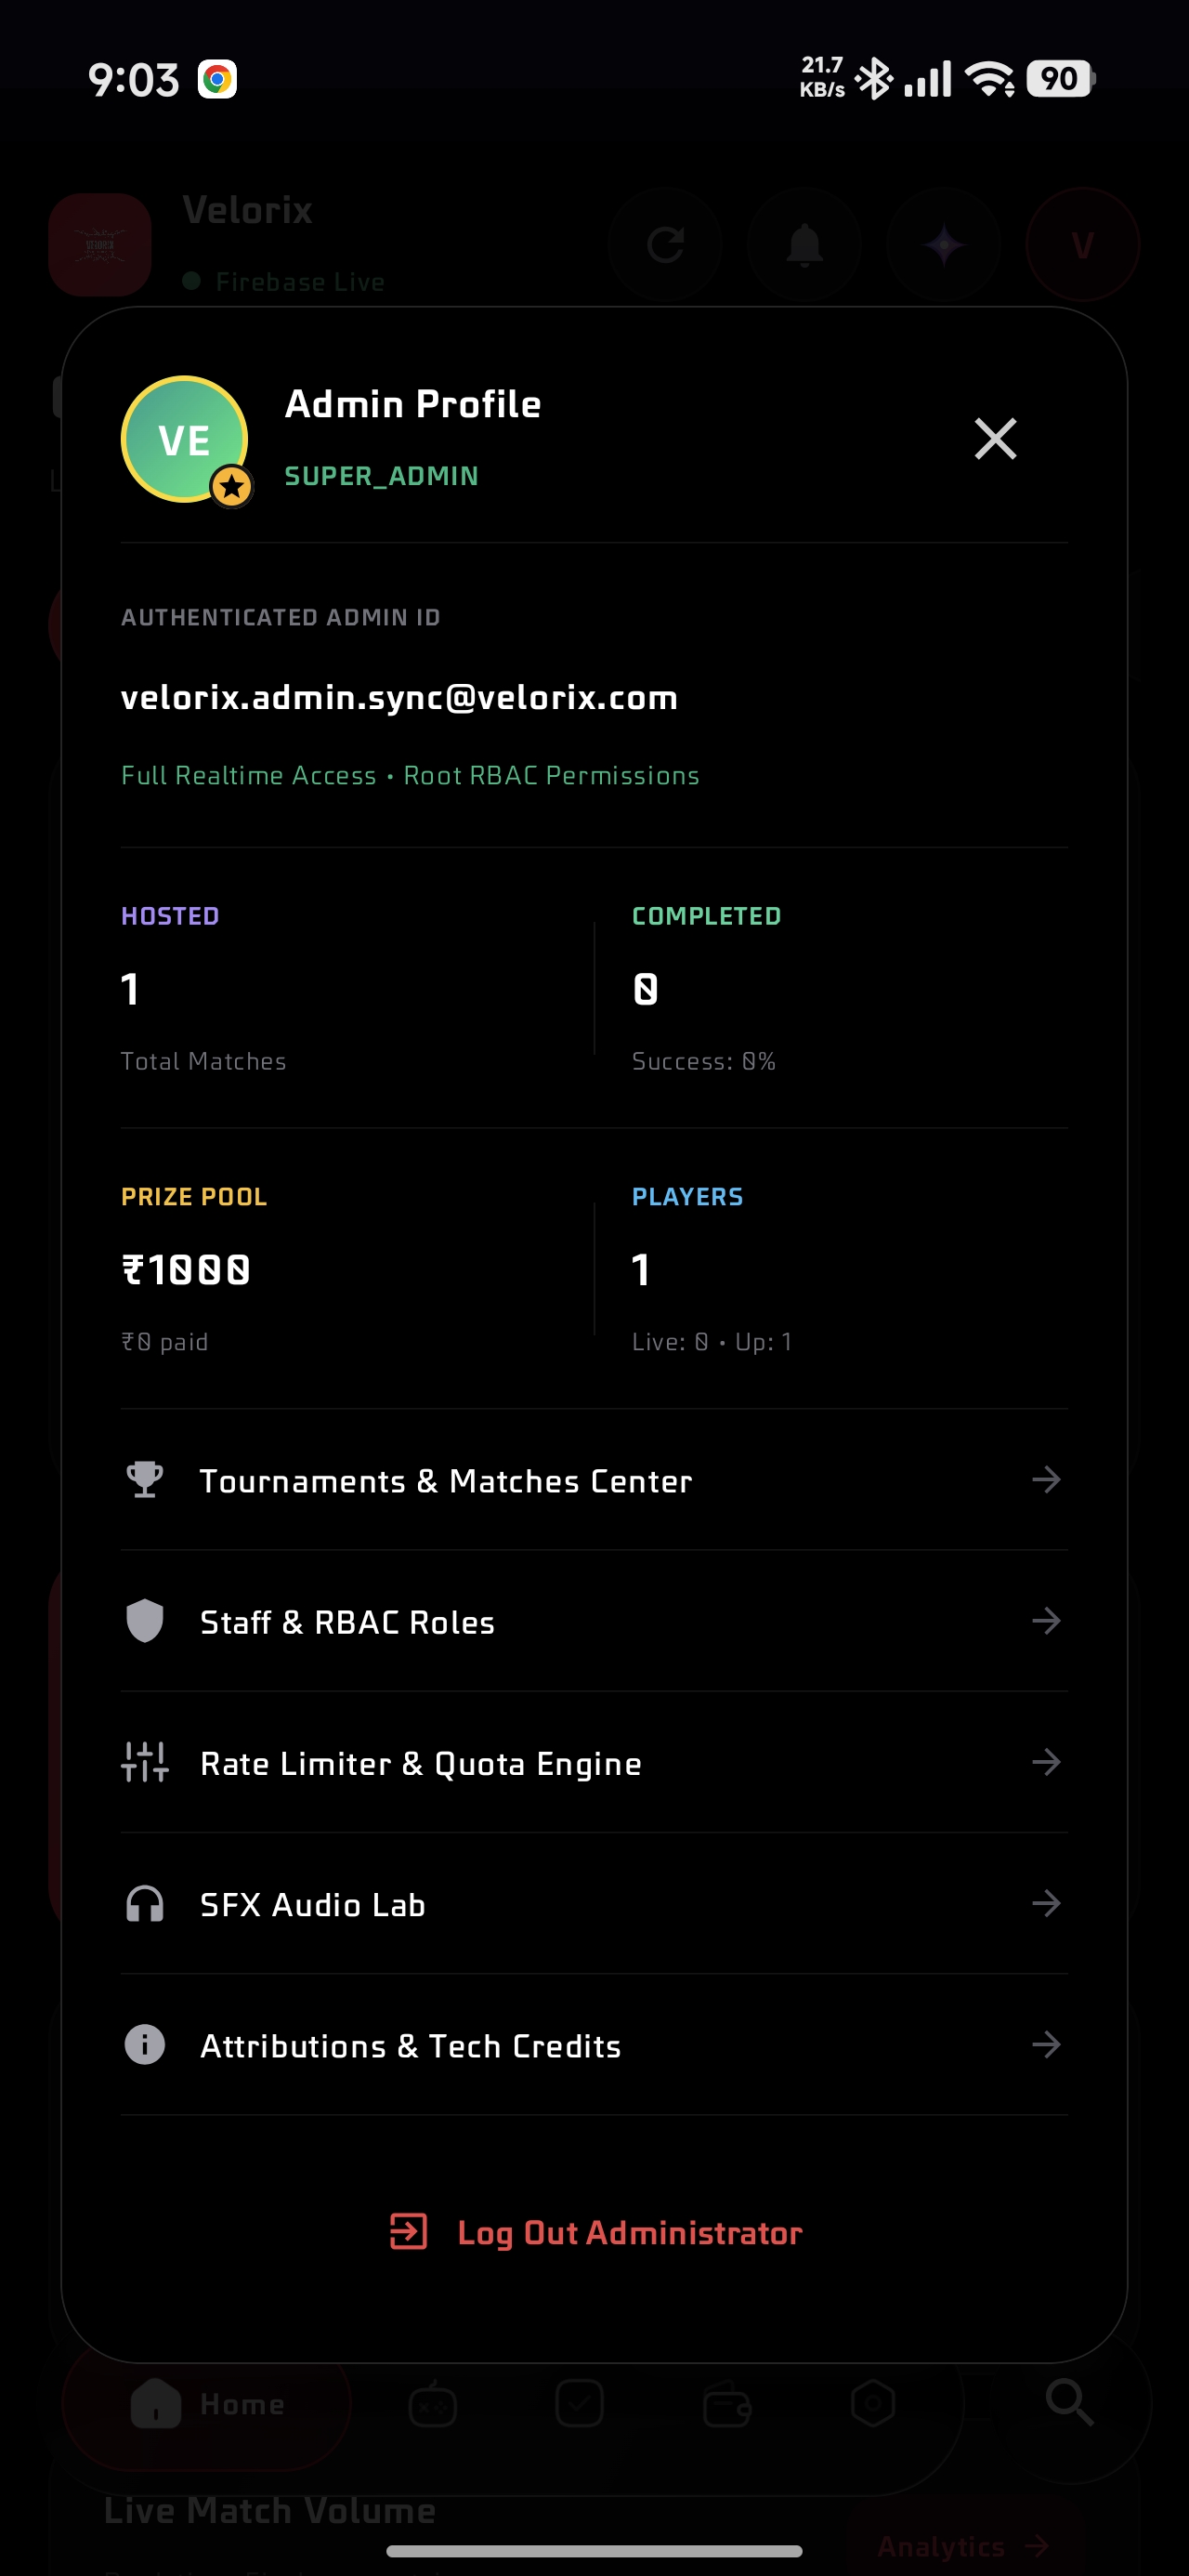 9:03
21.7
KB/s
90
Velorix
Firebase Live
V
VE
Admin Profile
SUPER_ADMIN
AUTHENTICATED ADMIN ID
velorix.admin.sync@velorix.com
Full Realtime Access • Root RBAC Permissions
HOSTED
COMPLETED
1
0
Total Matches
Success: 0%
PRIZE POOL
PLAYERS
₹1000
1
₹0 paid
Live: 0 • Up: 1
Tournaments & Matches Center
Staff & RBAC Roles
Rate Limiter & Quota Engine
SFX Audio Lab
Attributions & Tech Credits
Log Out Administrator
Home
Live Match Volume
Analytics